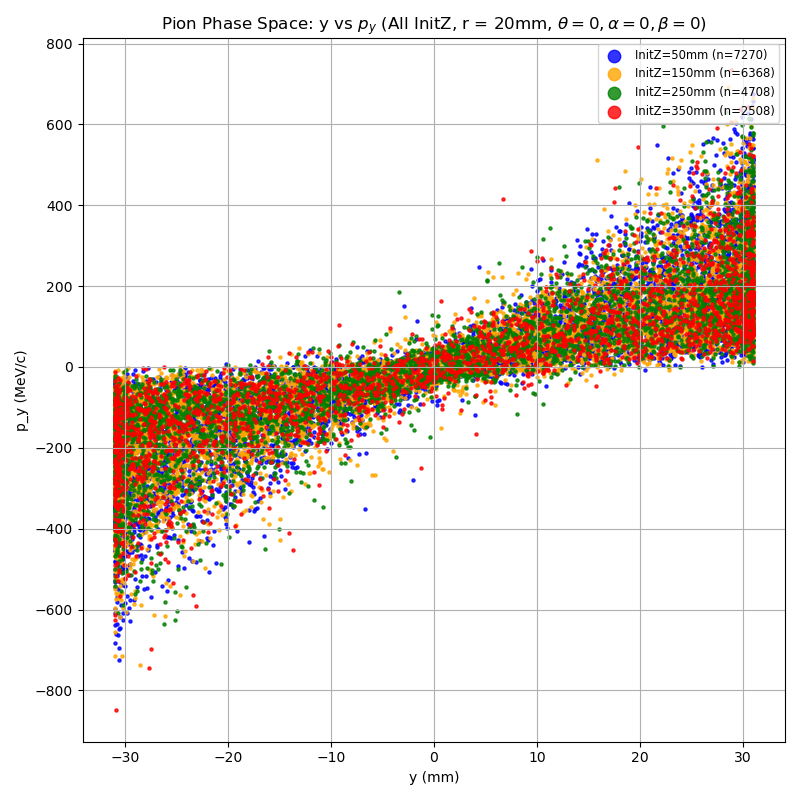 Pion Phase Space: y vs $p_y$ (All InitZ, r = 20mm, θ = 0, α = 0, β = 0)
InitZ=50mm (n=7270)
InitZ=150mm (n=6368)
InitZ=250mm (n=4708)
InitZ=350mm (n=2508)
800
600
400
200
0
−200
−400
−600
−800
p_y (MeV/c)
−30 −20 −10 0 10 20 30
y (mm)